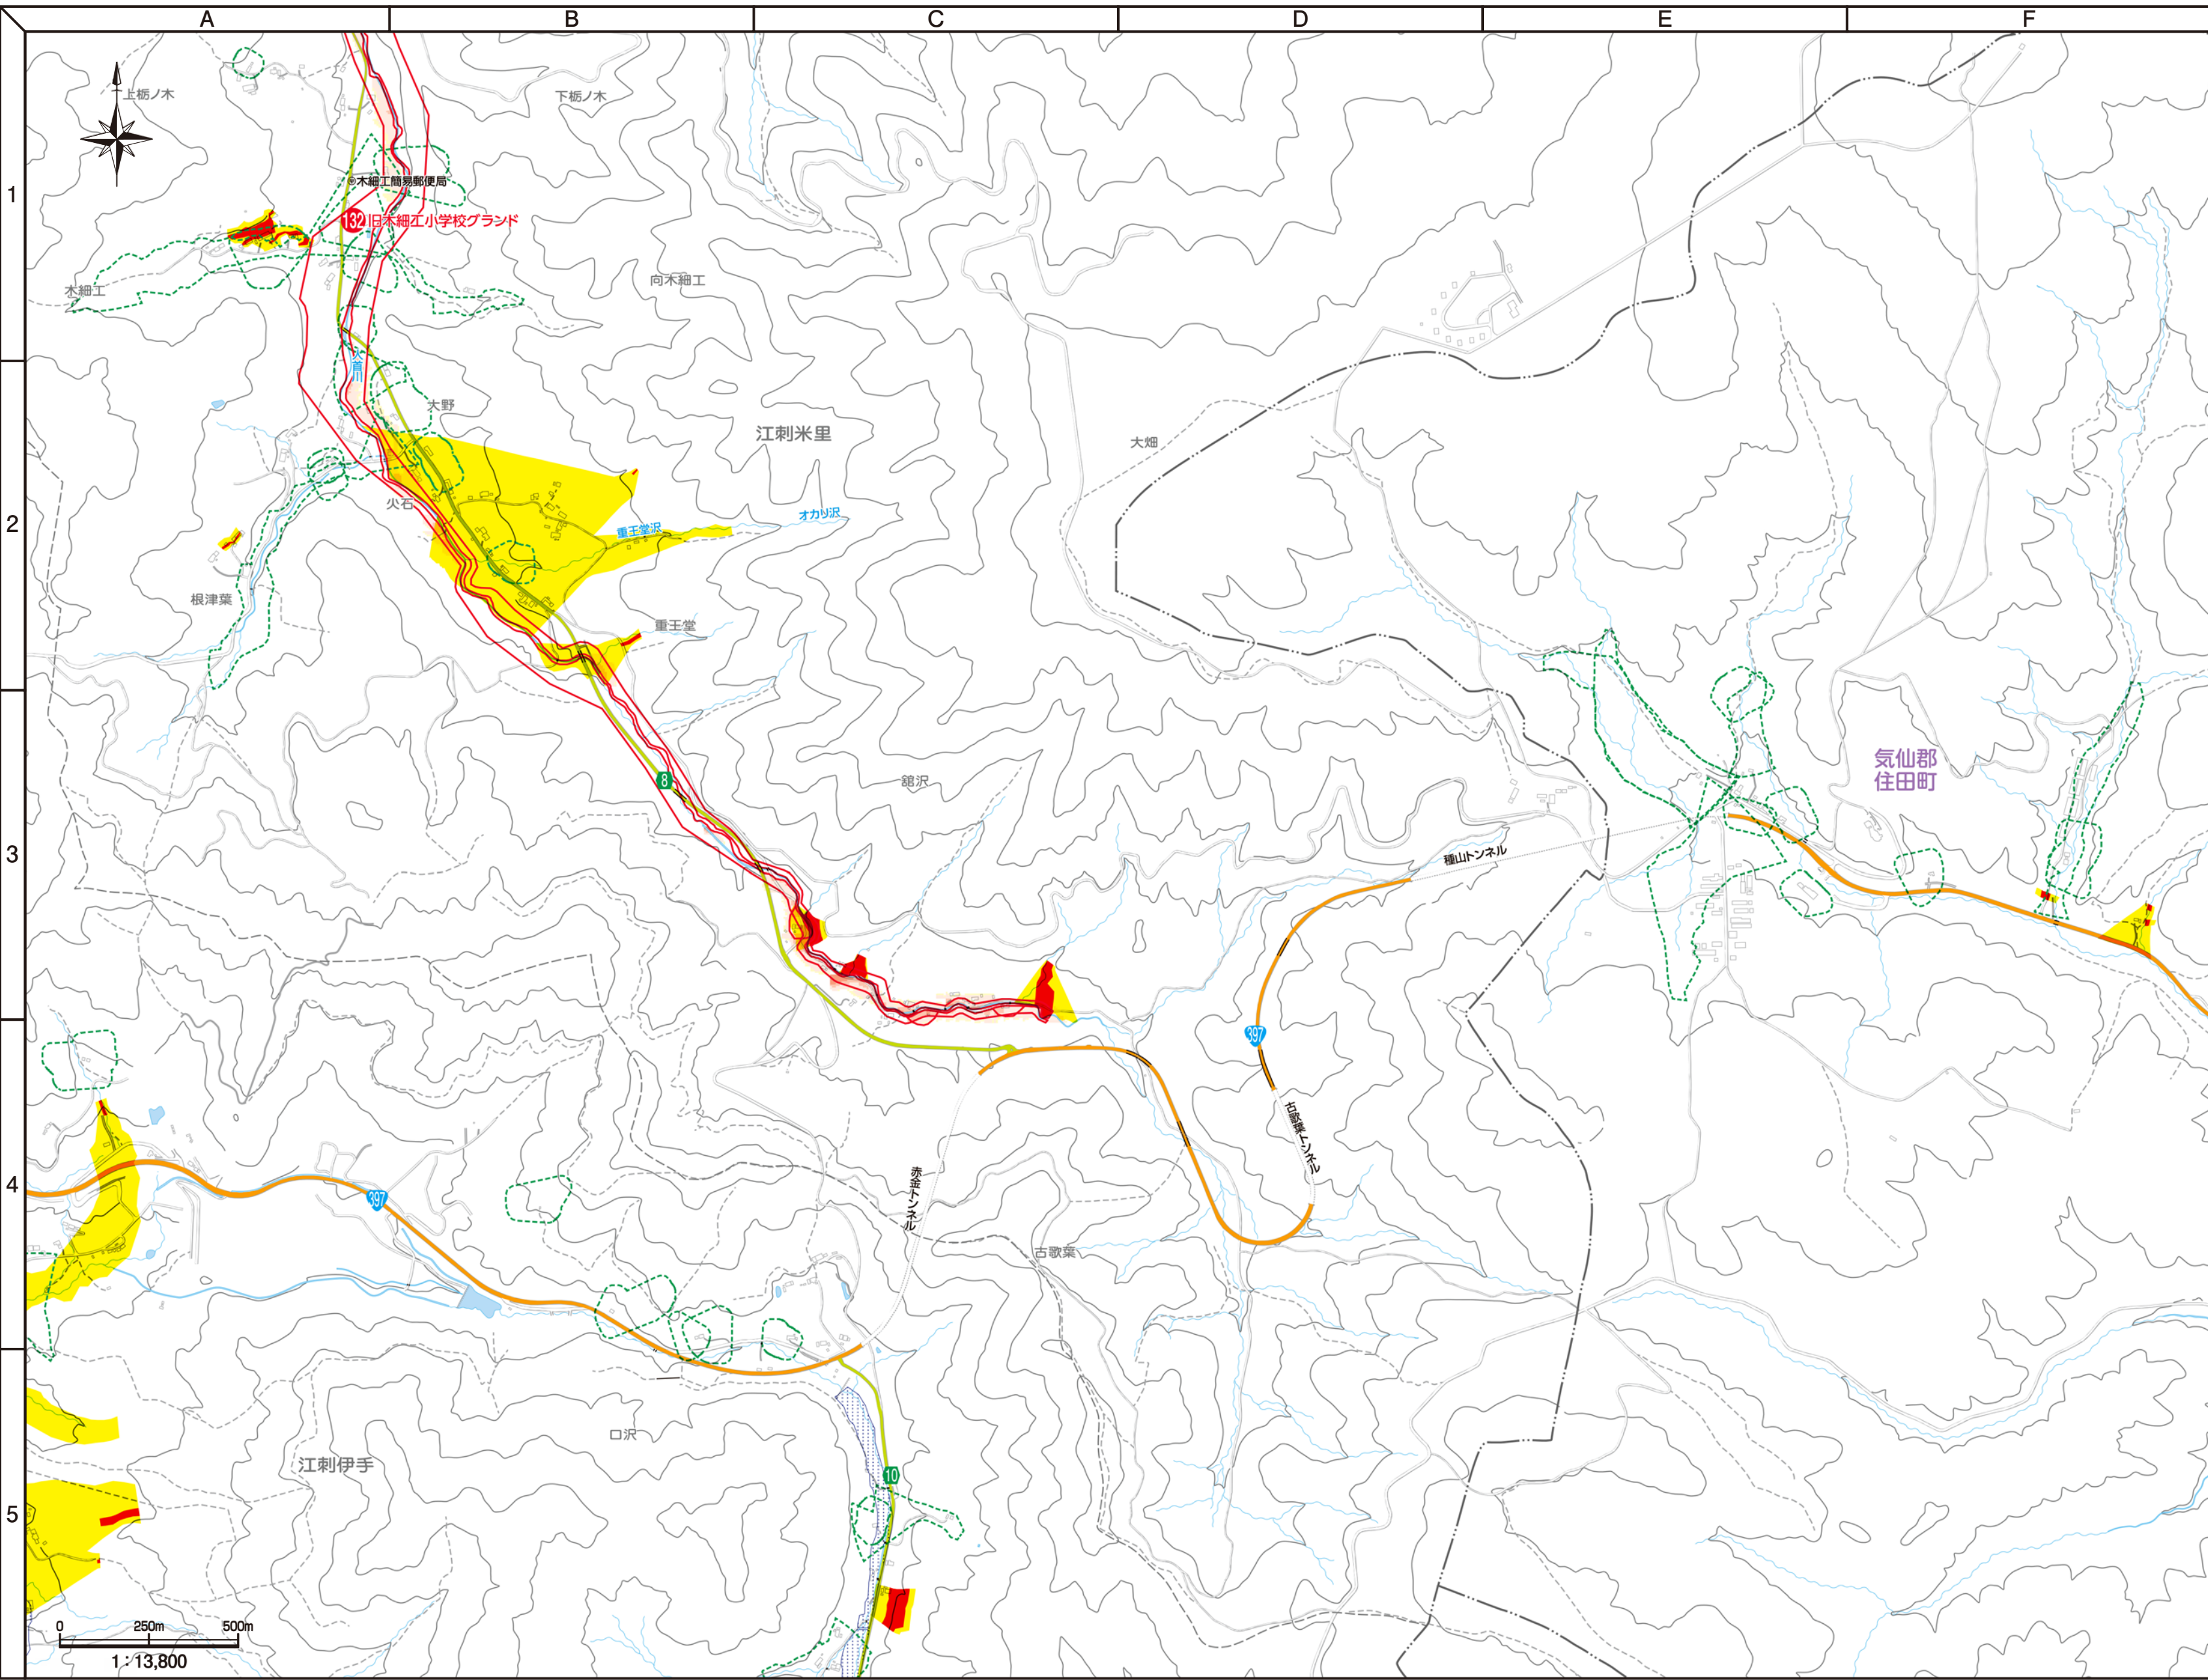 A
B
C
D
E
F
1
2
3
4
5
上栃ノ木
下栃ノ木
木細工簡易郵便局
132 旧木細工小学校グランド
向木細工
木細工
人首川
大野
江刺米里
大畑
火石
重王堂沢
オカリ沢
根津葉
重王堂
8
舘沢
気仙郡
住田町
種山トンネル
397
古歌葉トンネル
赤金トンネル
397
古歌葉
口沢
江刺伊手
10
0 250m 500m
1：13,800